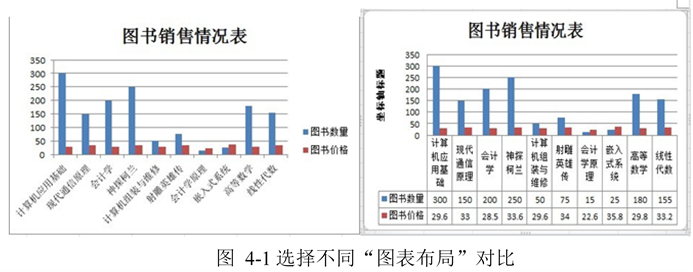 图书销售情况表
350
300
250
200
150
100
50
0
计算机应用基础
现代通信原理
会计学
神探柯兰
计算机组装与维修
射雕英雄传
会计学原理
嵌入式系统
高等数学
线性代数
图书数量
图书价格
图书销售情况表
坐标轴标题
350
300
250
200
150
100
50
0
计算机应用基础 现代通信原理 会计学 神探柯兰 计算机组装与维修 射雕英雄传 会计学原理 嵌入式系统 高等数学 线性代数
图书数量 300 150 200 250 50 75 15 25 180 155
图书价格 29.6 33 28.5 33.6 29.6 34 22.6 35.8 29.8 33.2
图 4-1 选择不同“图表布局”对比